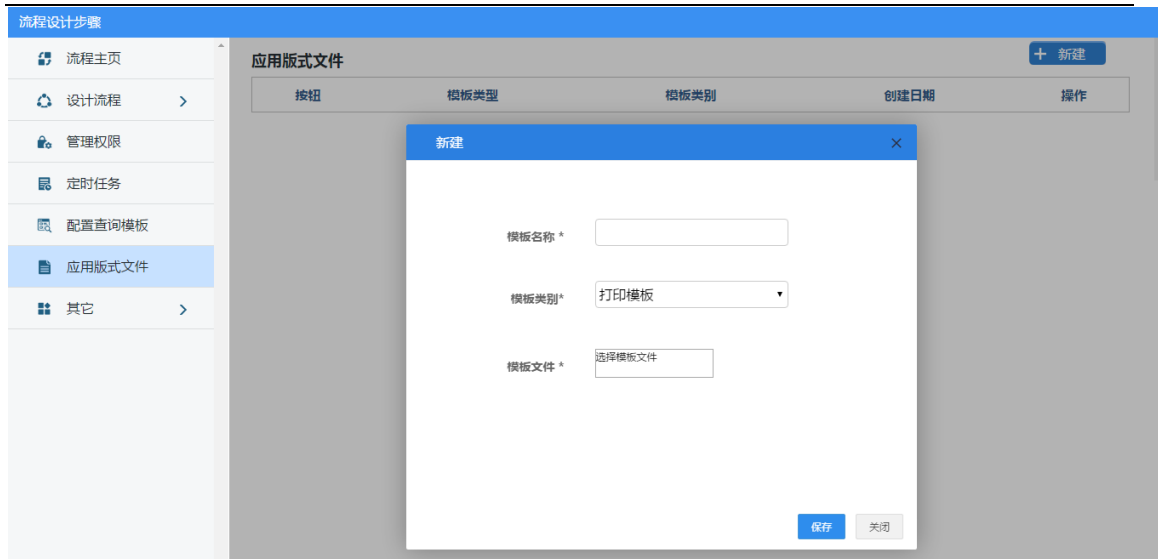 流程设计步骤
流程主页
设计流程
管理权限
定时任务
配置查询模板
应用版式文件
其它
应用版式文件
新建
按钮 模板类型 模板类别 创建日期 操作
新建
模板名称 *
模板类别* 打印模板
模板文件 * 选择模板文件
保存 关闭